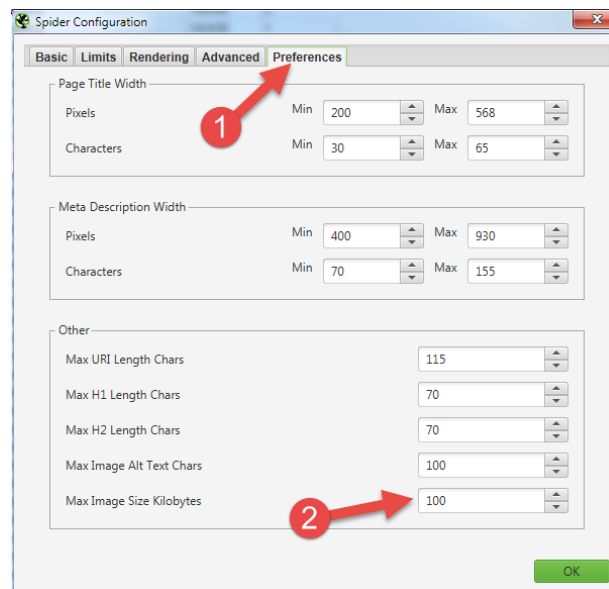 Spider Configuration
Basic Limits Rendering Advanced Preferences
Page Title Width
1
Pixels Min 200 Max 568
Characters Min 30 Max 65
Meta Description Width
Pixels Min 400 Max 930
Characters Min 70 Max 155
Other
Max URI Length Chars 115
Max H1 Length Chars 70
Max H2 Length Chars 70
Max Image Alt Text Chars 100
Max Image Size Kilobytes 100
2
OK